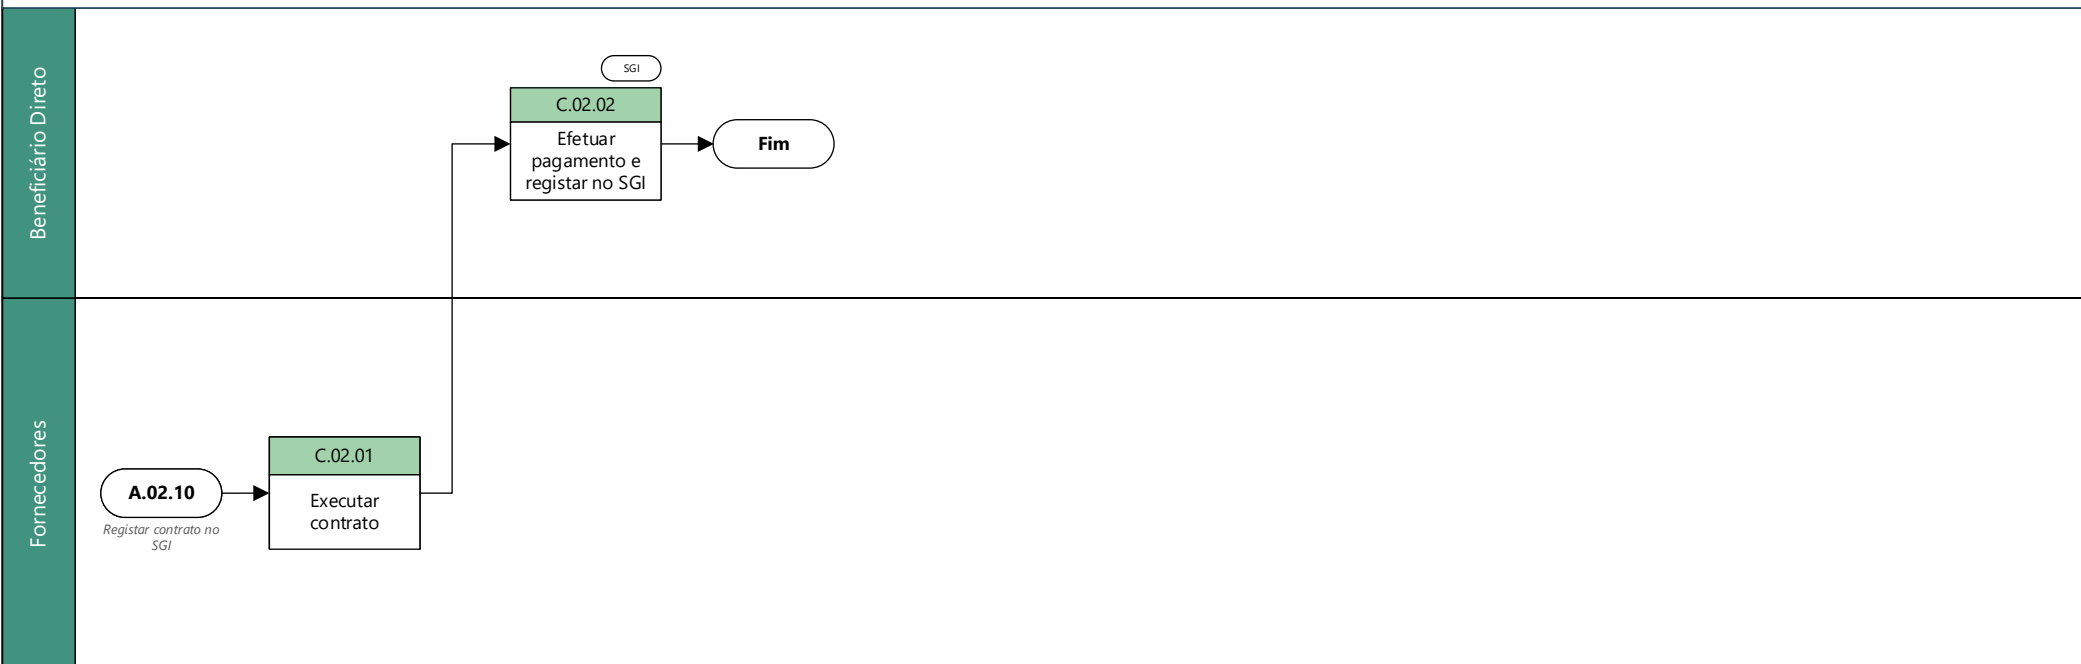 Beneficiário Direto
SGI
C.02.02
Efetuar
pagamento e
registar no SGI
Fim
Fornecedores
A.02.10
Registar contrato no
SGI
C.02.01
Executar
contrato